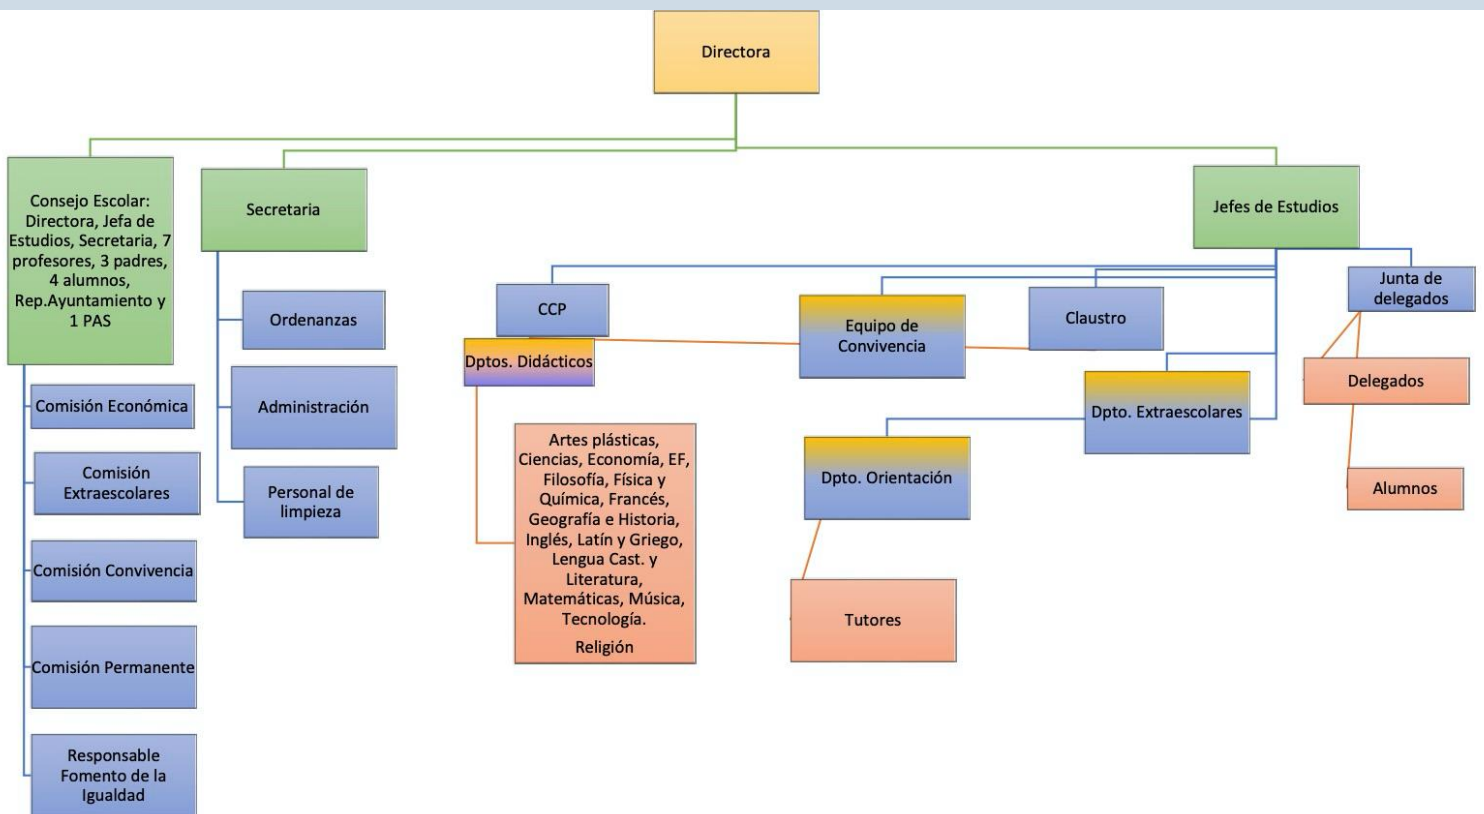 Directora
Consejo Escolar:
Directora, Jefa de
Estudios, Secretaria, 7
profesores, 3 padres,
4 alumnos,
Rep.Ayuntamiento y
1 PAS
Comisión Económica
Comisión
Extraescolares
Comisión Convivencia
Comisión Permanente
Responsable
Fomento de la
Igualdad
Secretaria
Ordenanzas
Administración
Personal de
limpieza
Jefes de Estudios
CCP
Dptos. Didácticos
Artes plásticas,
Ciencias, Economía, EF,
Filosofía, Física y
Química, Francés,
Geografía e Historia,
Inglés, Latín y Griego,
Lengua Cast. y
Literatura,
Matemáticas, Música,
Tecnología.
Religión
Equipo de
Convivencia
Claustro
Dpto. Extraescolares
Dpto. Orientación
Tutores
Junta de
delegados
Delegados
Alumnos